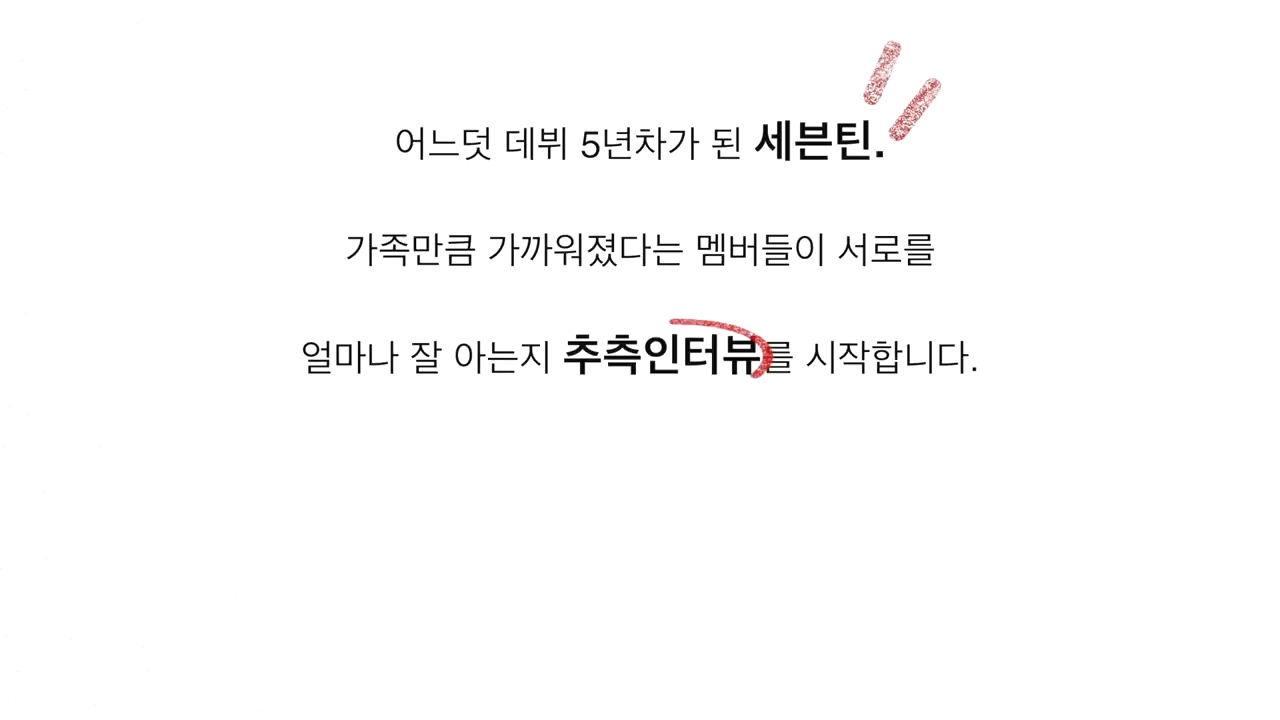 어느덧 데뷔 5년차가 된 세븐틴.
가족만큼 가까워졌다는 멤버들이 서로를
얼마나 잘 아는지 추측인터뷰를 시작합니다.